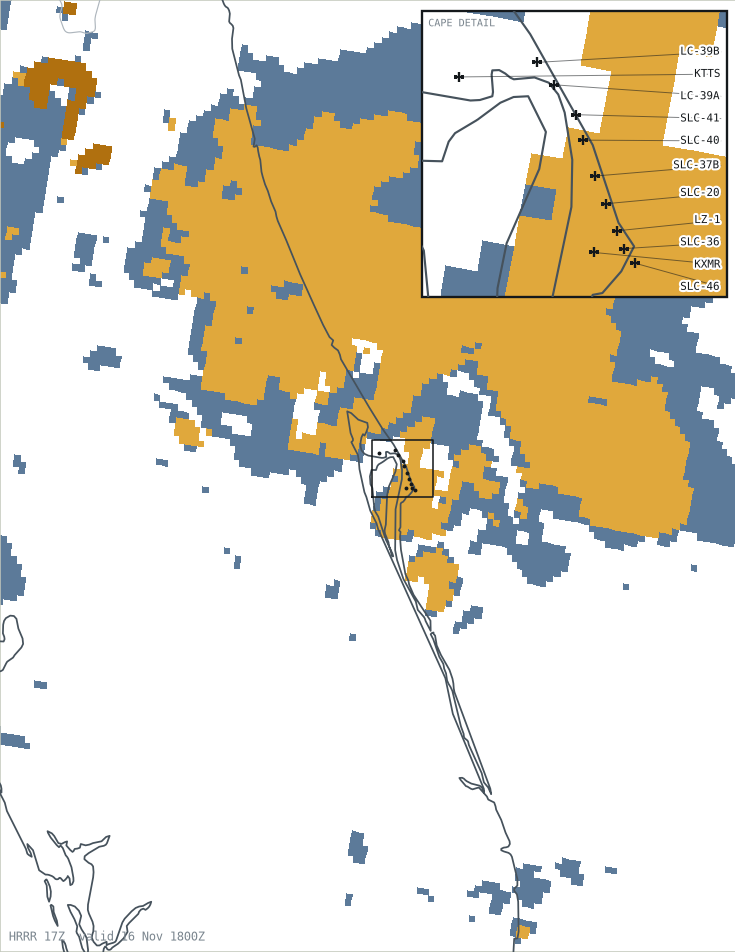 CAPE DETAIL
LC-39B
KTTS
LC-39A
SLC-41
SLC-40
SLC-37B
SLC-20
LZ-1
SLC-36
KXMR
SLC-46
HRRR 17Z  valid 16 Nov 1800Z